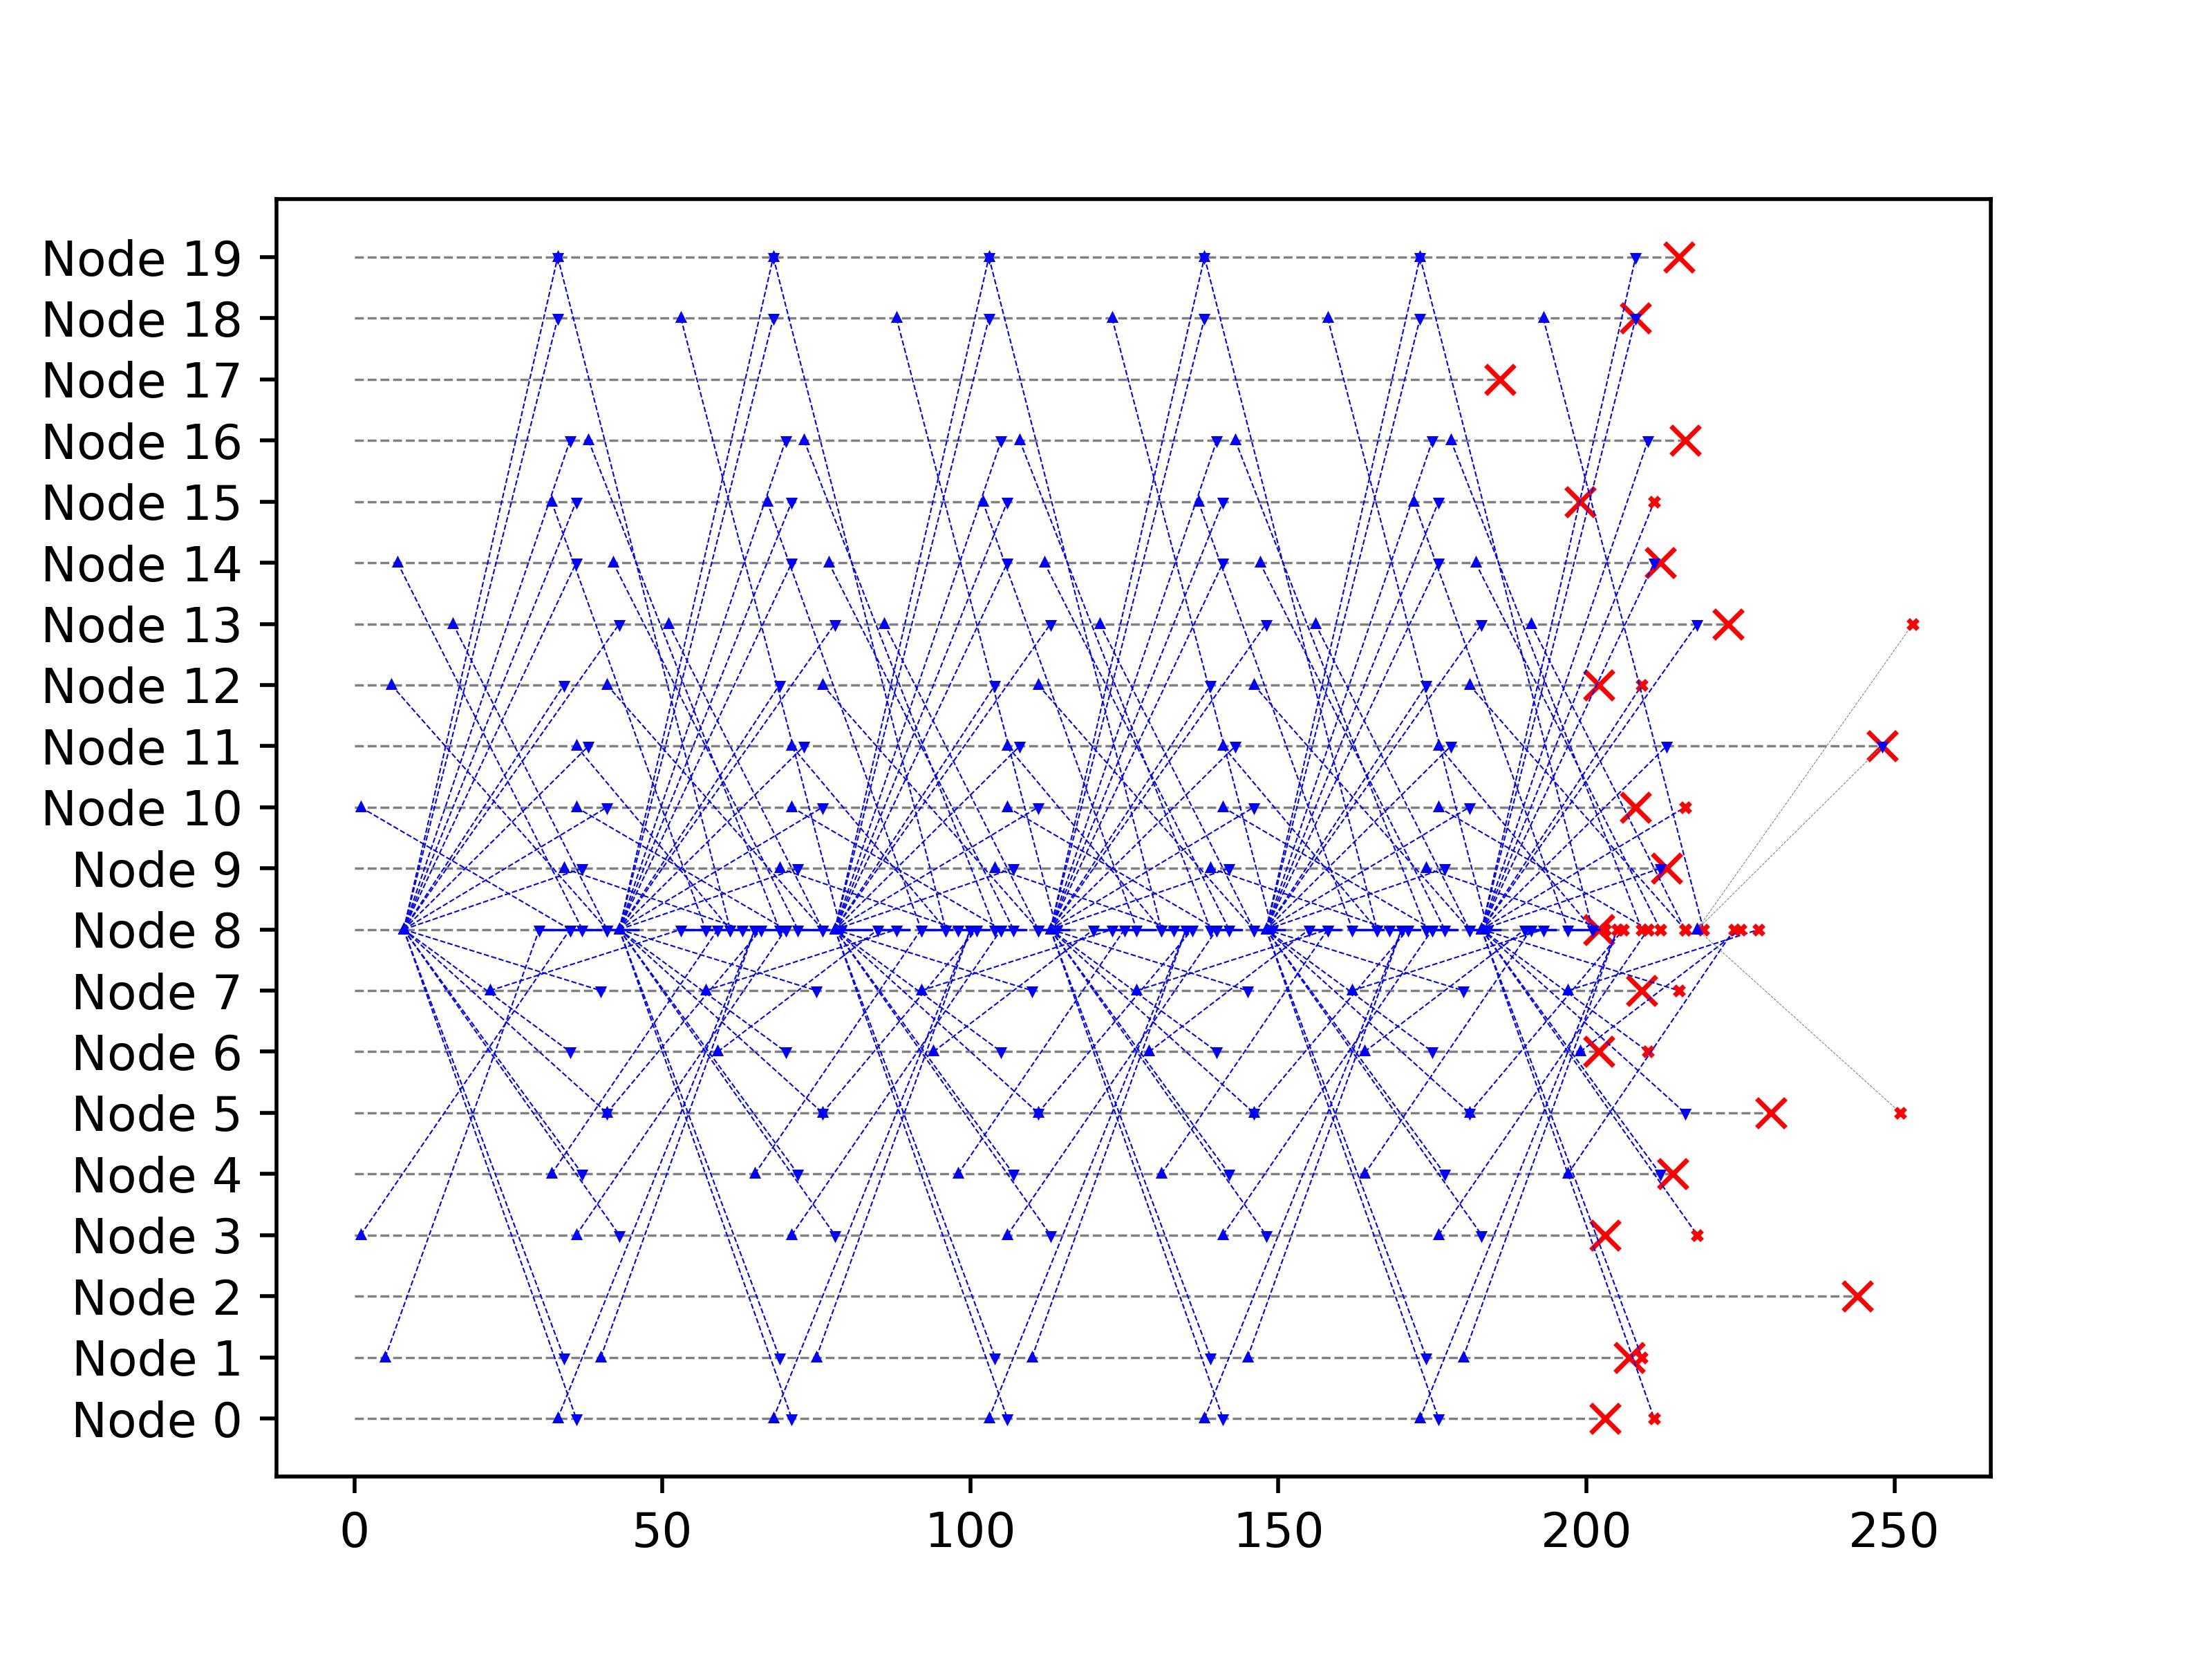 Node 19
Node 18
Node 17
Node 16
Node 15
Node 14
Node 13
Node 12
Node 11
Node 10
Node 9
Node 8
Node 7
Node 6
Node 5
Node 4
Node 3
Node 2
Node 1
Node 0
0 50 100 150 200 250